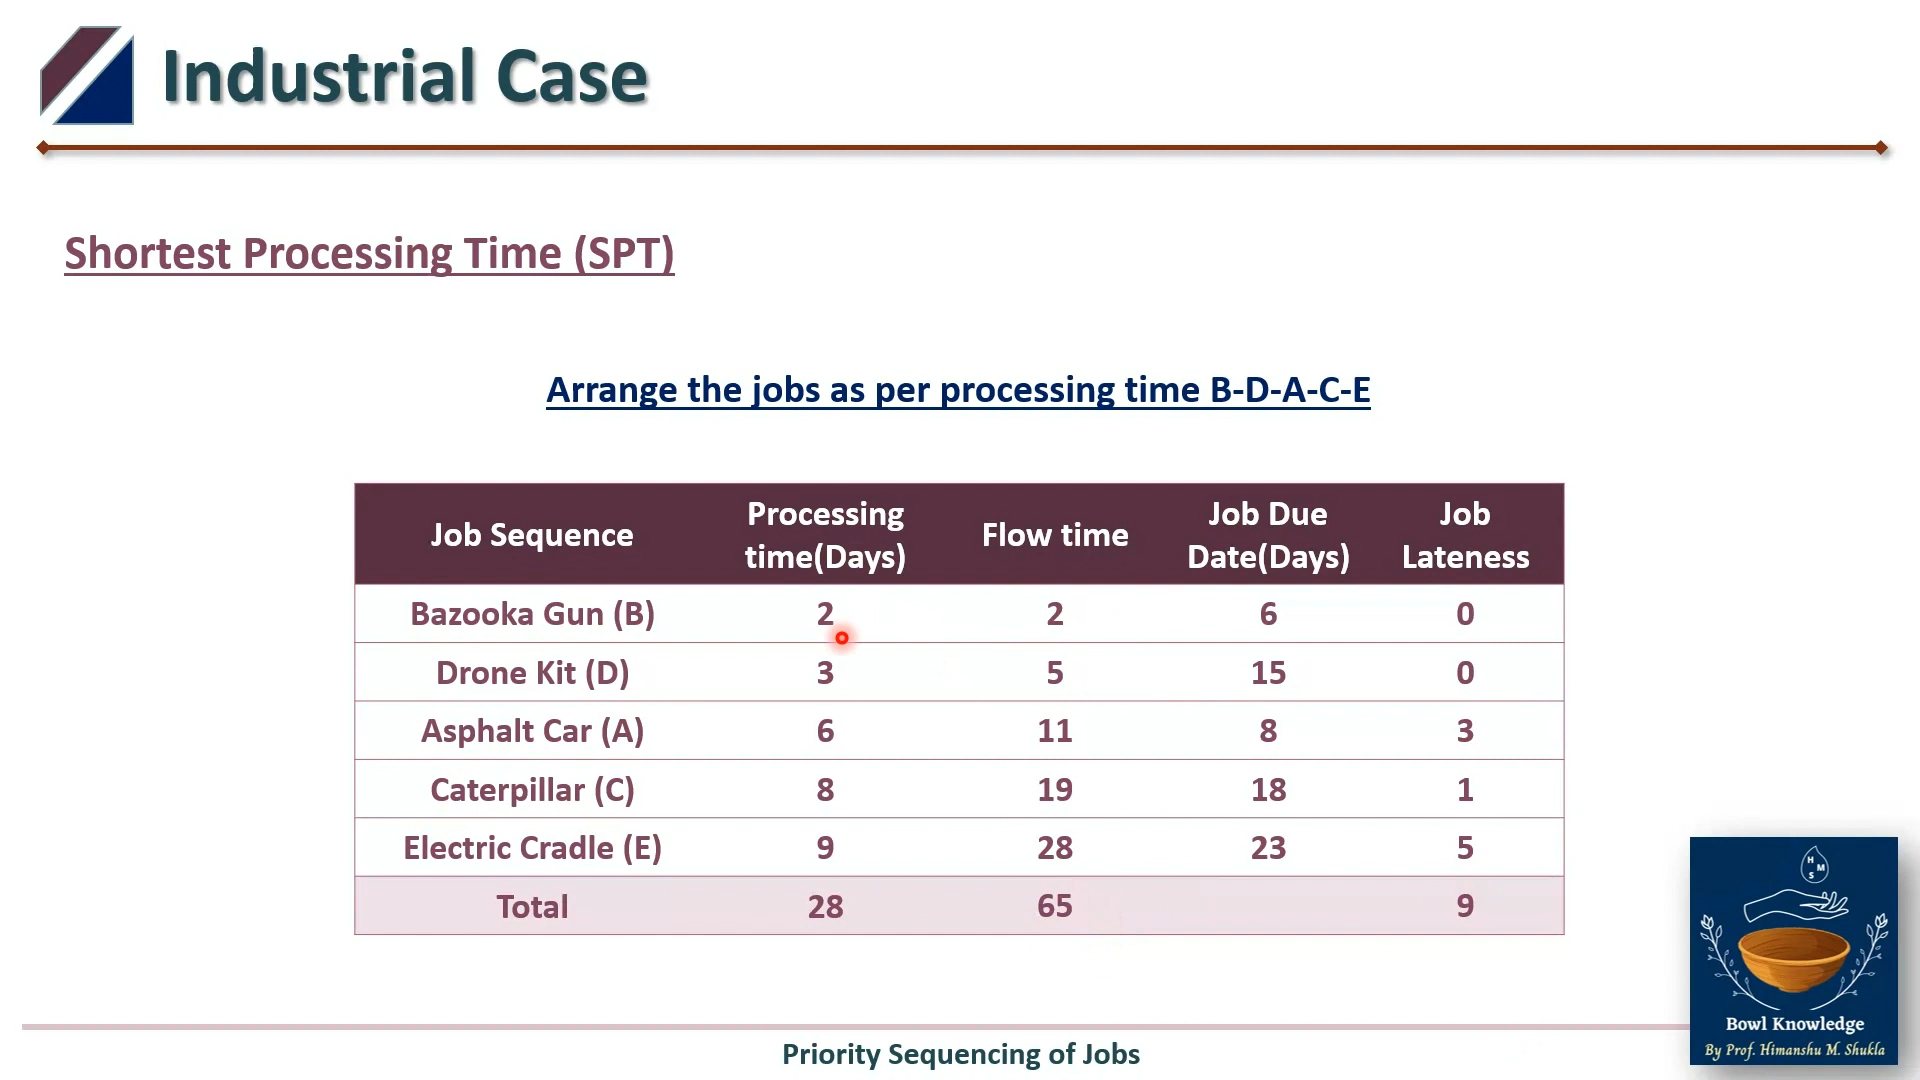 Industrial Case
Shortest Processing Time (SPT)
Arrange the jobs as per processing time B-D-A-C-E
Job Sequence Processing time(Days) Flow time Job Due Date(Days) Job Lateness
Bazooka Gun (B) 2 2 6 0
Drone Kit (D) 3 5 15 0
Asphalt Car (A) 6 11 8 3
Caterpillar (C) 8 19 18 1
Electric Cradle (E) 9 28 23 5
Total 28 65 9
H M S
Bowl Knowledge
By Prof. Himanshu M. Shukla
Priority Sequencing of Jobs